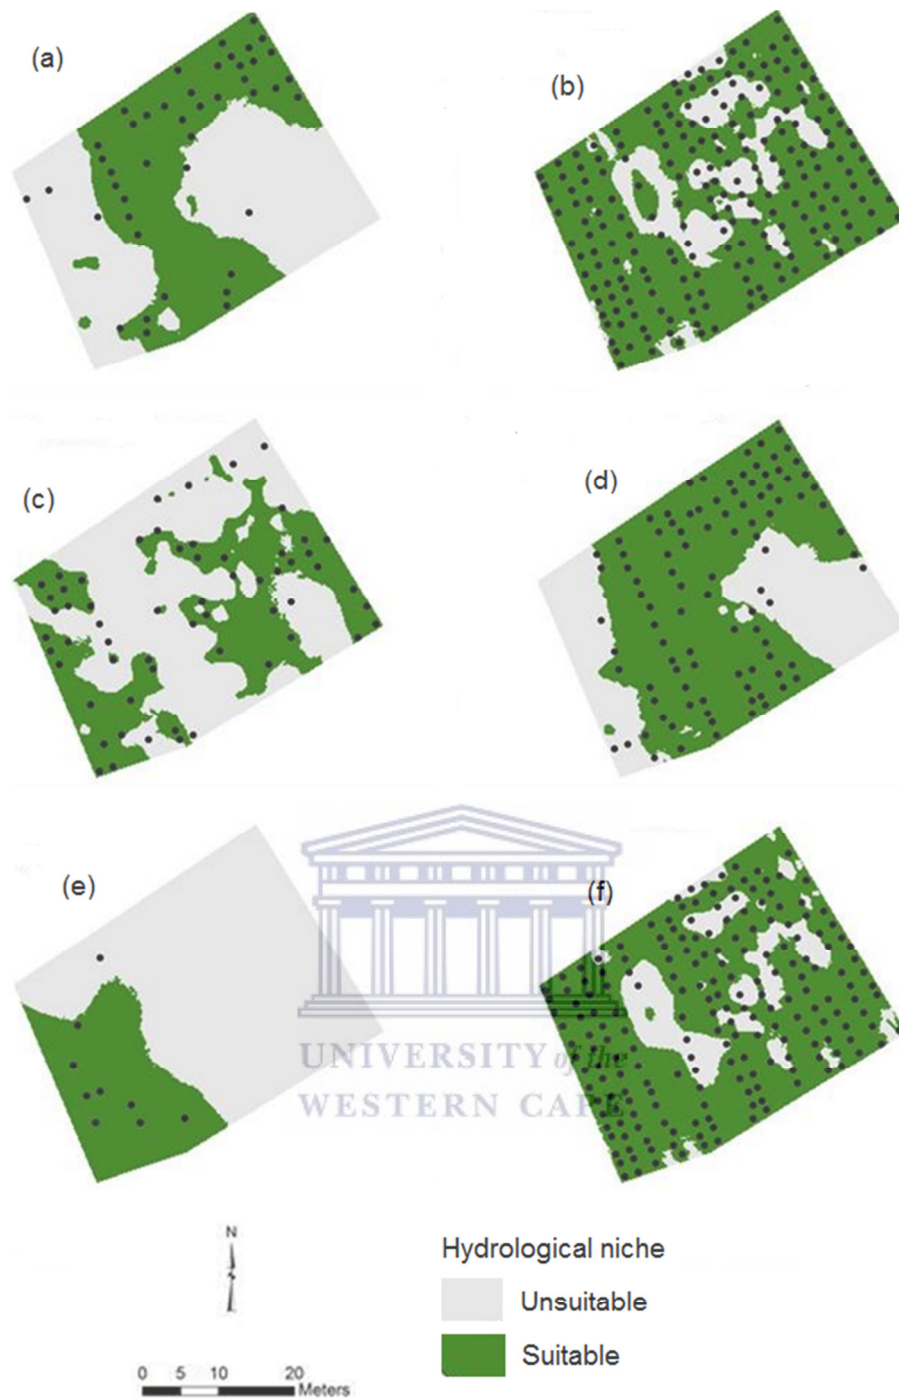 (a)
(b)
(c)
(d)
(e)
(f)
UNIVERSITY of the
WESTERN CAPE
N
0 5 10 20
Meters
Hydrological niche
Unsuitable
Suitable